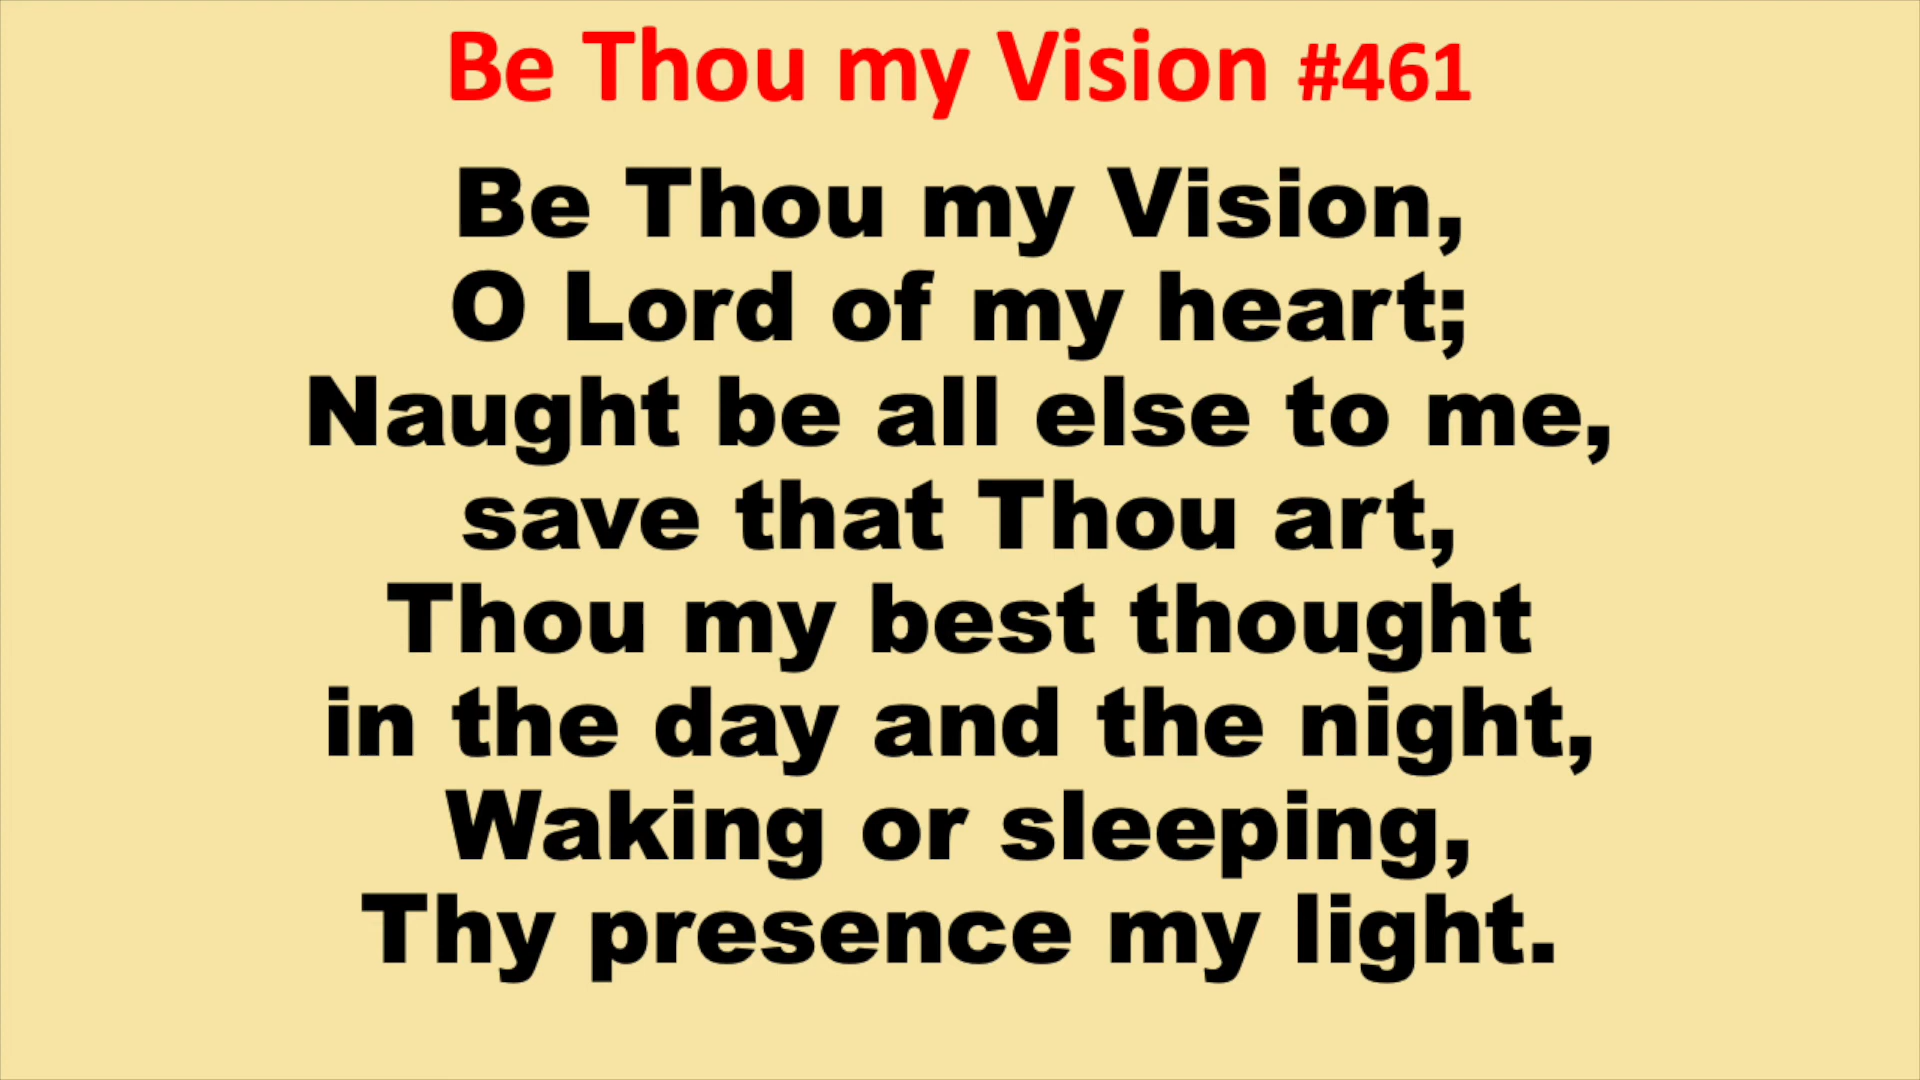 Be Thou my Vision #461
Be Thou my Vision,
O Lord of my heart;
Naught be all else to me,
save that Thou art,
Thou my best thought
in the day and the night,
Waking or sleeping,
Thy presence my light.